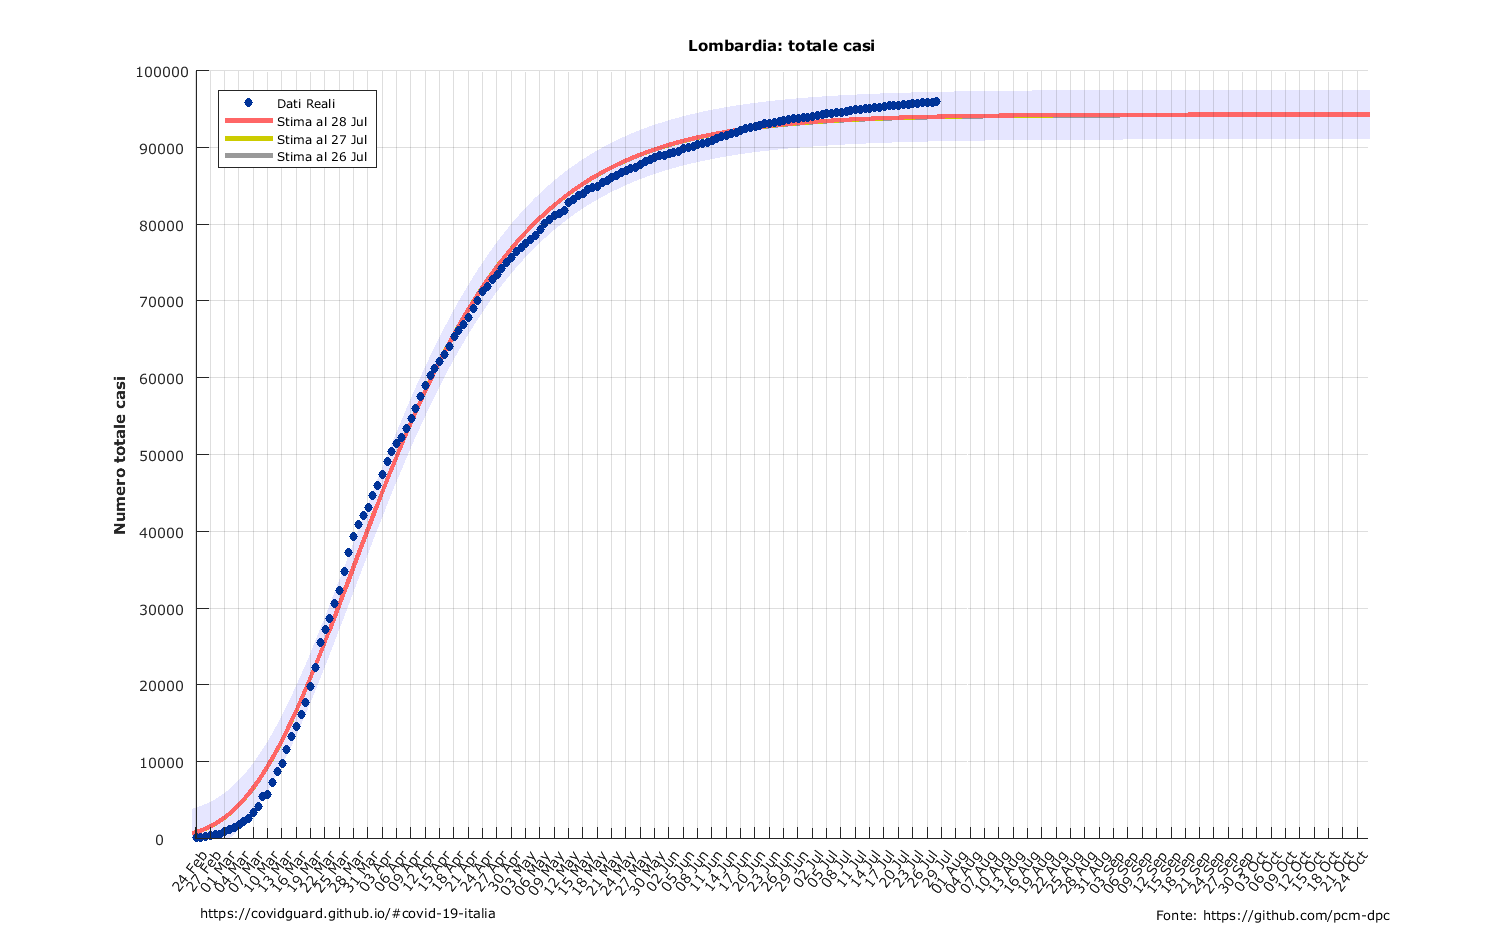 Lombardia: totale casi
100000
90000
80000
70000
60000
50000
40000
30000
20000
10000
0
Numero totale casi
Dati Reali
Stima al 28 Jul
Stima al 27 Jul
Stima al 26 Jul
24 Feb
27 Feb
01 Mar
04 Mar
07 Mar
10 Mar
13 Mar
16 Mar
19 Mar
22 Mar
25 Mar
28 Mar
31 Mar
03 Apr
06 Apr
09 Apr
12 Apr
15 Apr
18 Apr
21 Apr
24 Apr
27 Apr
30 Apr
03 May
06 May
09 May
12 May
15 May
18 May
21 May
24 May
27 May
30 May
02 Jun
05 Jun
08 Jun
11 Jun
14 Jun
17 Jun
20 Jun
23 Jun
26 Jun
29 Jun
02 Jul
05 Jul
08 Jul
11 Jul
14 Jul
17 Jul
20 Jul
23 Jul
26 Jul
29 Jul
01 Aug
04 Aug
07 Aug
10 Aug
13 Aug
16 Aug
19 Aug
22 Aug
25 Aug
28 Aug
31 Aug
03 Sep
06 Sep
09 Sep
12 Sep
15 Sep
18 Sep
21 Sep
24 Sep
27 Sep
30 Sep
03 Oct
06 Oct
09 Oct
12 Oct
15 Oct
18 Oct
21 Oct
24 Oct
https://covidguard.github.io/#covid-19-italia
Fonte: https://github.com/pcm-dpc